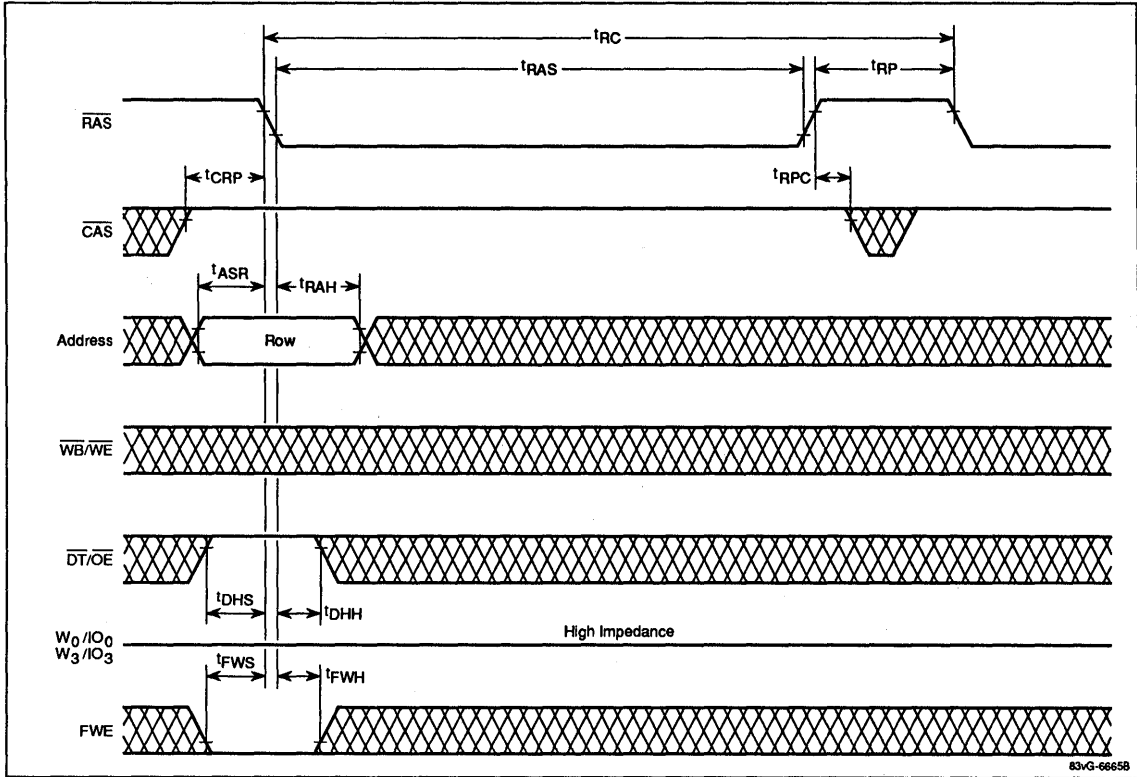 tRC
tRAS
tRP
RAS
tCRP
tRPC
CAS
tASR
tRAH
Address
Row
WB/WE
DT/OE
tDHS
tDHH
W0/IO0
High Impedance
W3/IO3
tFWS
tFWH
FWE
83vG-6665B